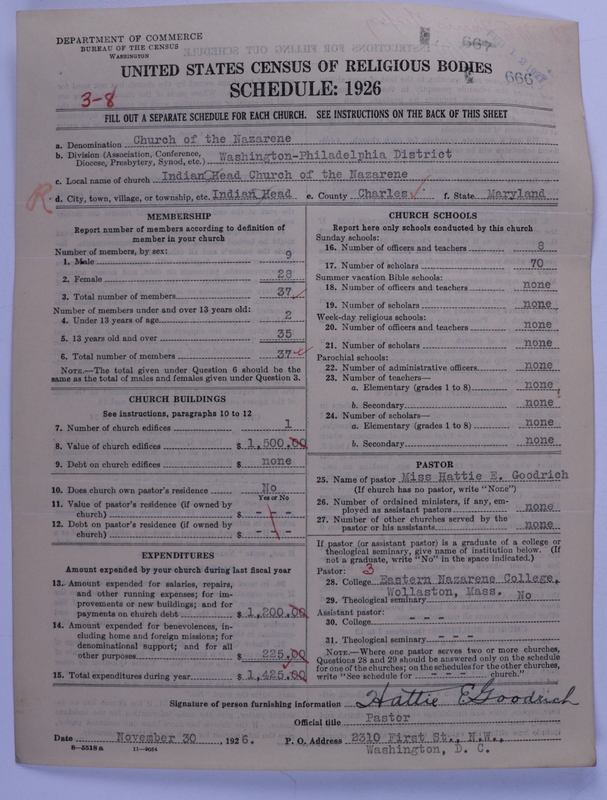 DEPARTMENT OF COMMERCE
BUREAU OF THE CENSUS
WASHINGTON
667
666
UNITED STATES CENSUS OF RELIGIOUS BODIES
SCHEDULE: 1926
3-8
FILL OUT A SEPARATE SCHEDULE FOR EACH CHURCH. SEE INSTRUCTIONS ON THE BACK OF THIS SHEET
a. Denomination Church of the Nazarene
b. Division (Association, Conference, Diocese, Presbytery, Synod, etc.) Washington-Philadelphia District
c. Local name of church Indian Head Church of the Nazarene
R d. City, town, village, or township, etc. Indian Head e. County Charles f. State Maryland
MEMBERSHIP
Report number of members according to definition of
member in your church
Number of members, by sex:
1. Male 9
2. Female 28
3. Total number of members 37
Number of members under and over 13 years old:
4. Under 13 years of age 2
5. 13 years old and over 35
6. Total number of members 37
NOTE.—The total given under Question 6 should be the
same as the total of males and females given under Question 3.
CHURCH BUILDINGS
See instructions, paragraphs 10 to 12
7. Number of church edifices 1
8. Value of church edifices $ 1,500.00
9. Debt on church edifices $ none
10. Does church own pastor's residence No
Yes or No
11. Value of pastor's residence (if owned by
church) $ - - -
12. Debt on pastor's residence (if owned by
church) $ - - -
EXPENDITURES
Amount expended by your church during last fiscal year
13. Amount expended for salaries, repairs,
and other running expenses; for im-
provements or new buildings; and for
payments on church debt $ 1,200.00
14. Amount expended for benevolences, in-
cluding home and foreign missions; for
denominational support; and for all
other purposes $ 225.00
15. Total expenditures during year $ 1,425.00
CHURCH SCHOOLS
Report here only schools conducted by this church
Sunday schools:
16. Number of officers and teachers 8
17. Number of scholars 70
Summer vacation Bible schools:
18. Number of officers and teachers none
19. Number of scholars none
Week-day religious schools:
20. Number of officers and teachers none
21. Number of scholars none
Parochial schools:
22. Number of administrative officers none
23. Number of teachers—
a. Elementary (grades 1 to 8) none
b. Secondary none
24. Number of scholars—
a. Elementary (grades 1 to 8) none
b. Secondary none
PASTOR
25. Name of pastor Miss Hattie E. Goodrich
(If church has no pastor, write "None")
26. Number of ordained ministers, if any, em-
ployed as assistant pastors none
27. Number of other churches served by the
pastor or his assistants none
If pastor (or assistant pastor) is a graduate of a college or
theological seminary, give name of institution below. (If
not a graduate, write "No" in the space indicated.)
Pastor: 3
28. College Eastern Nazarene College,
Wollaston, Mass.
29. Theological seminary No
Assistant pastor:
30. College - - -
31. Theological seminary - - -
NOTE.—Where one pastor serves two or more churches,
Questions 28 and 29 should be answered only on the schedule
for one of the churches; on the schedules for the other churches,
write "See schedule for - - - church."
Signature of person furnishing information Hattie E Goodrich
Official title Pastor
Date November 30, 1926. P. O. Address 2310 First St., N.W.,
Washington, D. C.
8-5518a 11-9064